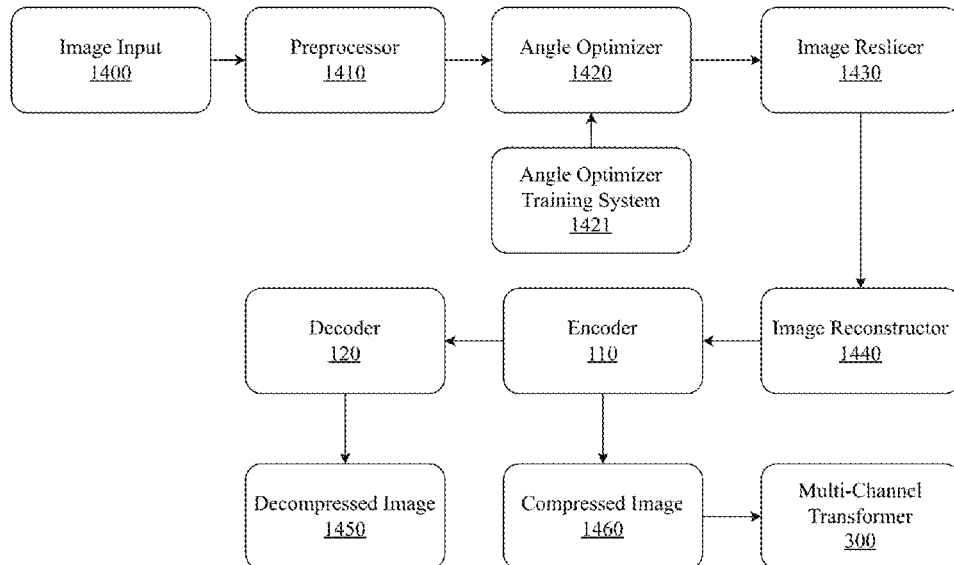 Image Input
1400
Preprocessor
1410
Angle Optimizer
1420
Image Reslicer
1430
Angle Optimizer
Training System
1421
Decoder
120
Encoder
110
Image Reconstructor
1440
Decompressed Image
1450
Compressed Image
1460
Multi-Channel
Transformer
300